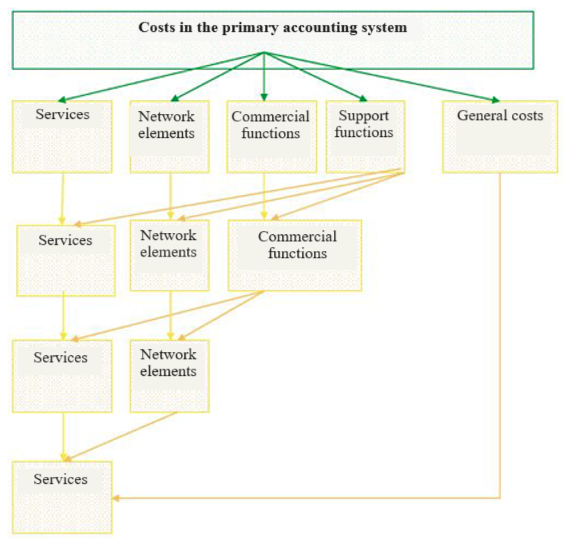 Costs in the primary accounting system
Services
Network
elements
Commercial
functions
Support
functions
General costs
Services
Network
elements
Commercial
functions
Services
Network
elements
Services